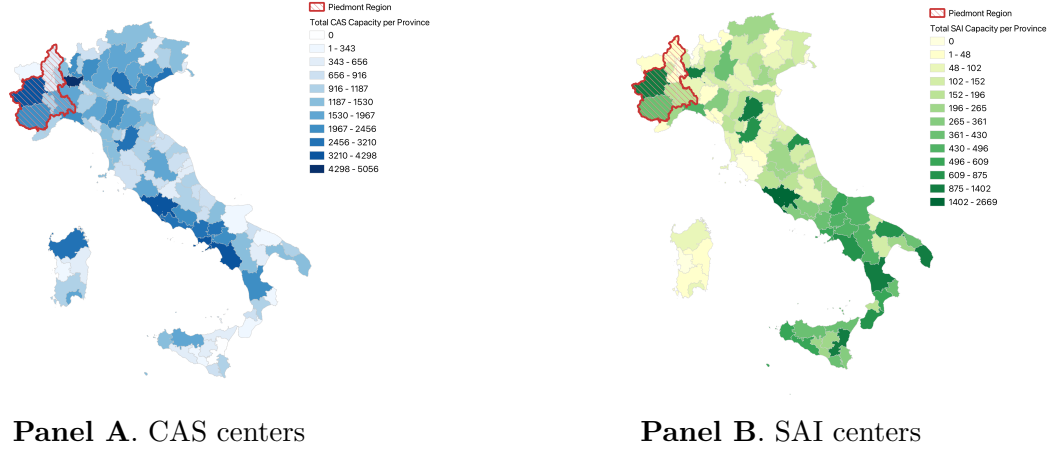 Piedmont Region
Total CAS Capacity per Province
0
1 - 343
343 - 656
656 - 916
916 - 1187
1187 - 1530
1530 - 1967
1967 - 2456
2456 - 3210
3210 - 4298
4298 - 5056
Piedmont Region
Total SAI Capacity per Province
0
1 - 48
48 - 102
102 - 152
152 - 196
196 - 265
265 - 361
361 - 430
430 - 496
496 - 609
609 - 875
875 - 1402
1402 - 2669
Panel A. CAS centers
Panel B. SAI centers